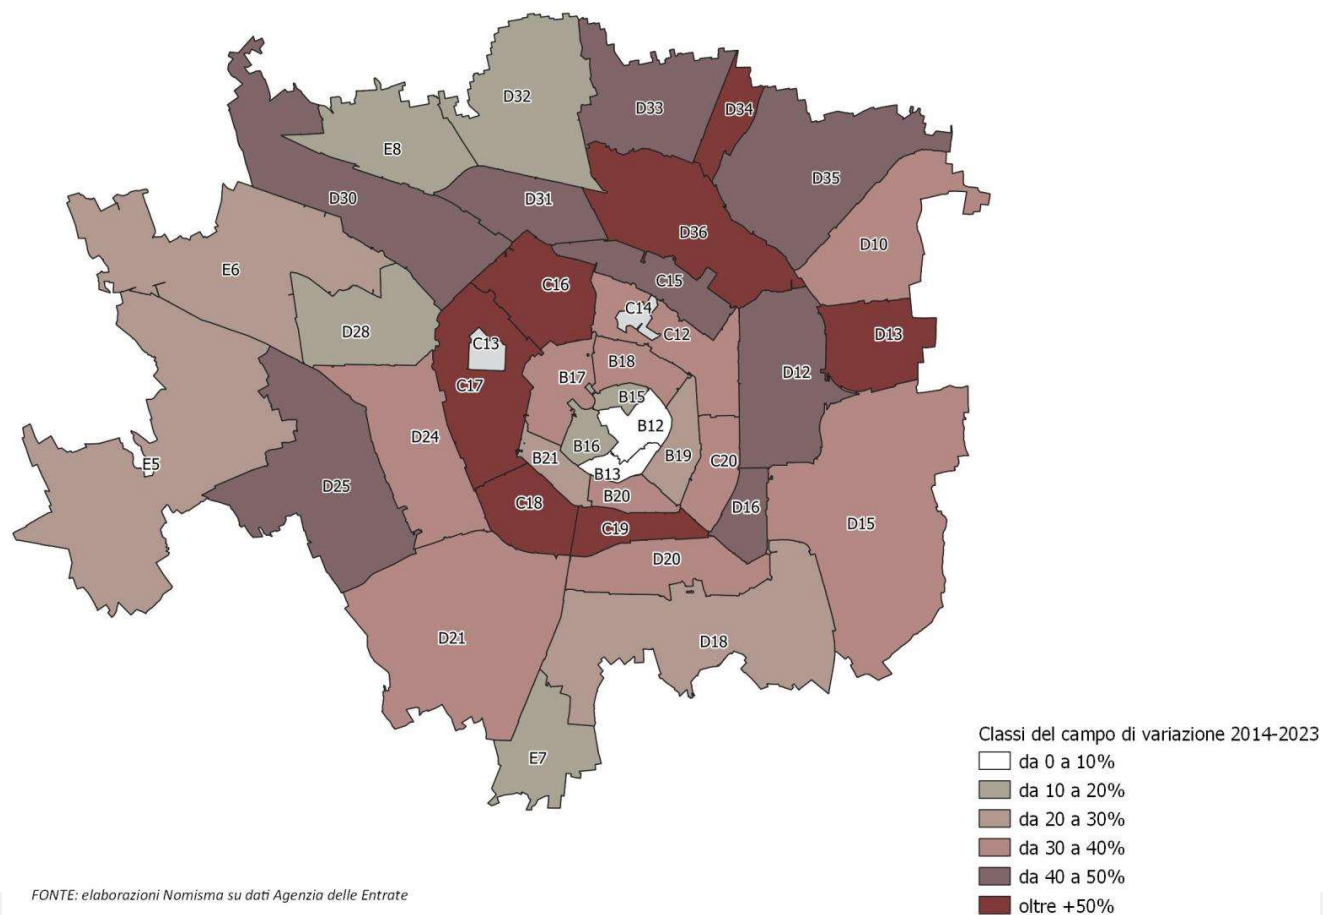 D32
D33
D34
E8
D35
D30
D31
D36
D10
E6
C15
C16
C14
D28
C12
D13
C13
B18
D12
B17
C17
B15
B12
D24
B16
B19
B21
C20
E5
B13
D25
B20
C18
D16
D15
C19
D20
D21
D18
E7
Classi del campo di variazione 2014-2023
da 0 a 10%
da 10 a 20%
da 20 a 30%
da 30 a 40%
da 40 a 50%
oltre +50%
FONTE: elaborazioni Nomisma su dati Agenzia delle Entrate